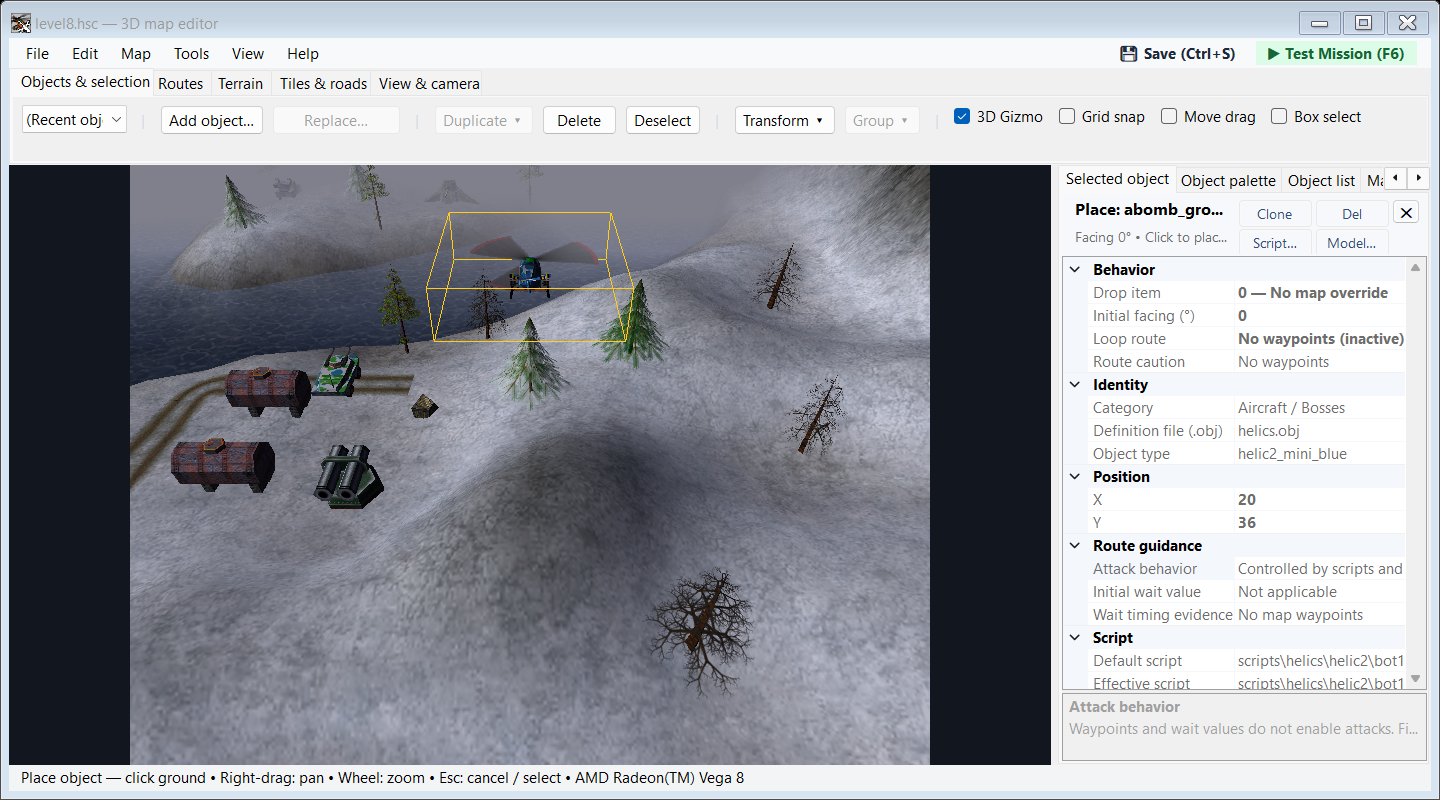 level8.hsc — 3D map editor
File Edit Map Tools View Help
Save (Ctrl+S) Test Mission (F6)
Objects & selection Routes Terrain Tiles & roads View & camera
(Recent obj Add object... Replace... Duplicate Delete Deselect Transform Group 3D Gizmo Grid snap Move drag Box select
Selected object Object palette Object list Ma
Place: abomb_gro... Clone Del
Facing 0° • Click to plac... Script... Model...
Behavior
Drop item 0 — No map override
Initial facing (°) 0
Loop route No waypoints (inactive)
Route caution No waypoints
Identity
Category Aircraft / Bosses
Definition file (.obj) helics.obj
Object type helic2_mini_blue
Position
X 20
Y 36
Route guidance
Attack behavior Controlled by scripts and
Initial wait value Not applicable
Wait timing evidence No map waypoints
Script
Default script scripts\helics\helic2\bot1
Effective script scripts\helics\helic2\bot1
Attack behavior
Waypoints and wait values do not enable attacks. Fi...
Place object — click ground • Right-drag: pan • Wheel: zoom • Esc: cancel / select • AMD Radeon(TM) Vega 8